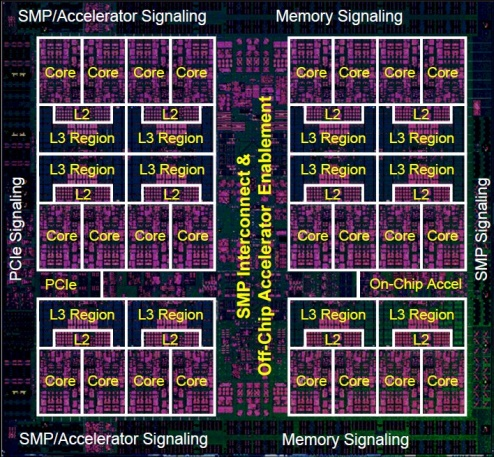 SMP/Accelerator Signaling Memory Signaling
Core Core Core Core Core Core Core Core
L2 L2 L2 L2
L3 Region L3 Region L3 Region L3 Region
L3 Region L3 Region L3 Region L3 Region
L2 L2 L2 L2
Core Core Core Core Core Core Core Core
PCIe Signaling
SMP Interconnect &
Off-Chip Accelerator Enablement
SMP Signaling
PCIe On-Chip Accel
L3 Region L3 Region L3 Region L3 Region
L2 L2 L2 L2
Core Core Core Core Core Core Core Core
SMP/Accelerator Signaling Memory Signaling